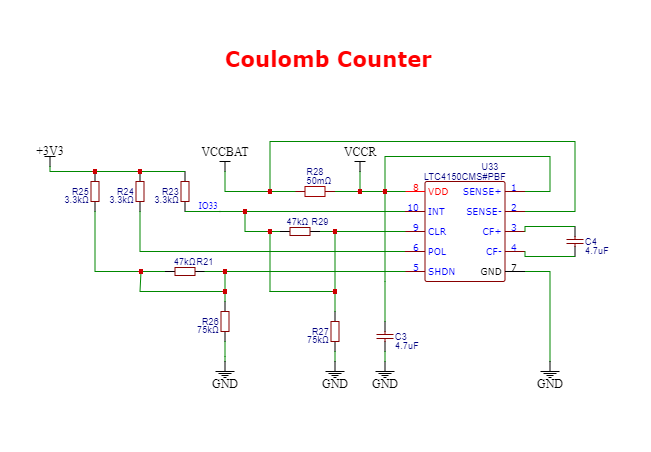 Coulomb Counter
+3V3
VCCBAT
VCCR
U33
R28
50mΩ
LTC4150CMS#PBF
R25
3.3kΩ
R24
3.3kΩ
R23
3.3kΩ
8 VDD SENSE+ 1
IO33
10 INT SENSE- 2
47kΩ R29
9 CLR CF+ 3
6 POL CF- 4
C4
4.7uF
47kΩ R21
5 SHDN GND 7
R26
75kΩ
R27
75kΩ
C3
4.7uF
GND
GND
GND
GND